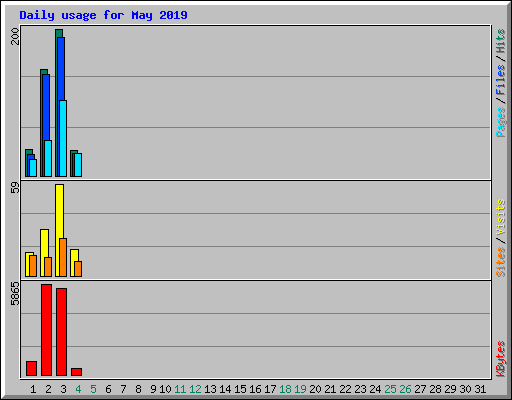 Daily usage for May 2019
200
59
5865
Pages / Files / Hits
Sites / Visits
KBytes
1 2 3 4 5 6 7 8 9 10 11 12 13 14 15 16 17 18 19 20 21 22 23 24 25 26 27 28 29 30 31